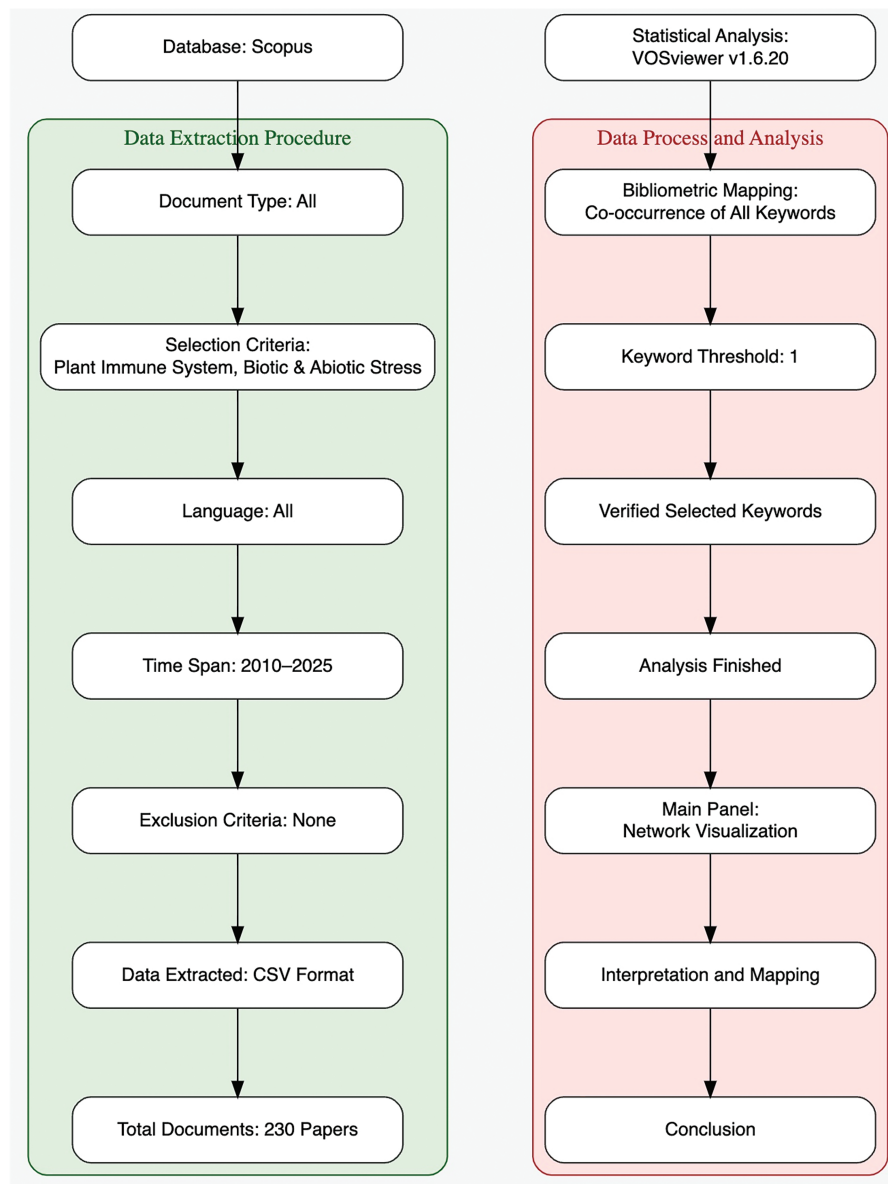 Database: Scopus
Data Extraction Procedure
Document Type: All
Selection Criteria:
Plant Immune System, Biotic & Abiotic Stress
Language: All
Time Span: 2010–2025
Exclusion Criteria: None
Data Extracted: CSV Format
Total Documents: 230 Papers
Statistical Analysis:
VOSviewer v1.6.20
Data Process and Analysis
Bibliometric Mapping:
Co-occurrence of All Keywords
Keyword Threshold: 1
Verified Selected Keywords
Analysis Finished
Main Panel:
Network Visualization
Interpretation and Mapping
Conclusion